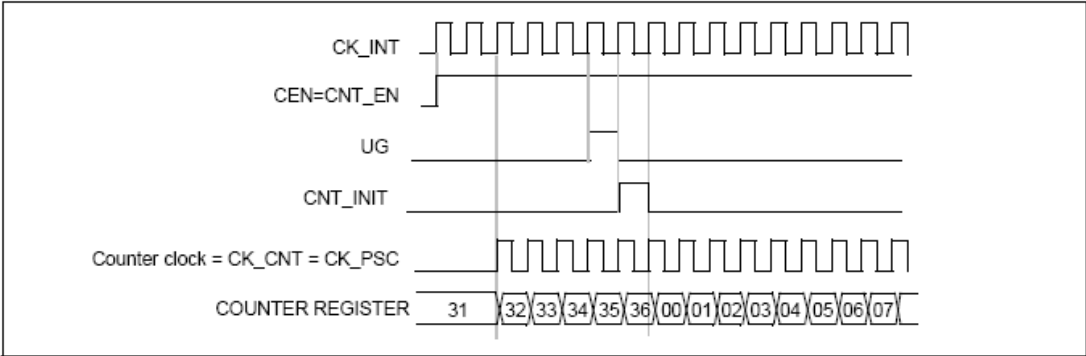 CK_INT
CEN=CNT_EN
UG
CNT_INIT
Counter clock = CK_CNT = CK_PSC
COUNTER REGISTER 31 32 33 34 35 36 00 01 02 03 04 05 06 07